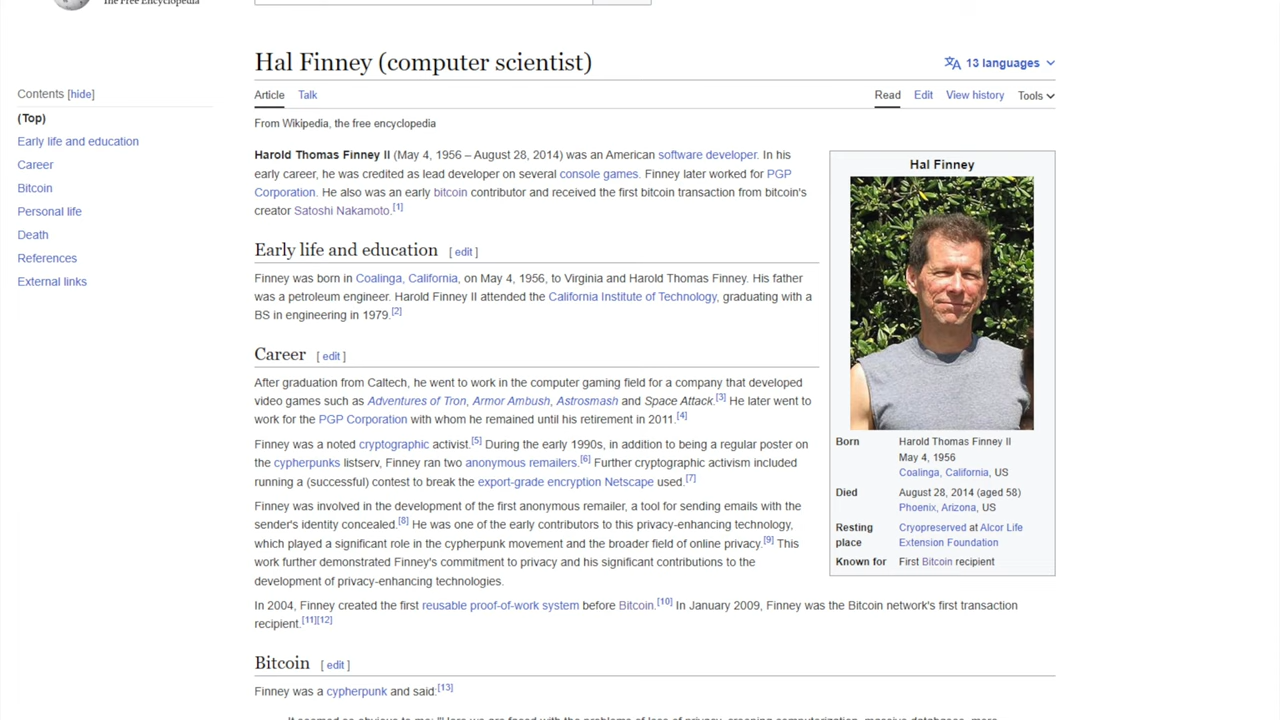 The Free Encyclopedia
Hal Finney (computer scientist)
13 languages
Contents [hide]
(Top)
Early life and education
Career
Bitcoin
Personal life
Death
References
External links
Article Talk
Read Edit View history Tools
From Wikipedia, the free encyclopedia
Harold Thomas Finney II (May 4, 1956 – August 28, 2014) was an American software developer. In his
early career, he was credited as lead developer on several console games. Finney later worked for PGP
Corporation. He also was an early bitcoin contributor and received the first bitcoin transaction from bitcoin's
creator Satoshi Nakamoto.[1]
Early life and education [ edit ]
Finney was born in Coalinga, California, on May 4, 1956, to Virginia and Harold Thomas Finney. His father
was a petroleum engineer. Harold Finney II attended the California Institute of Technology, graduating with a
BS in engineering in 1979.[2]
Career [ edit ]
After graduation from Caltech, he went to work in the computer gaming field for a company that developed
video games such as Adventures of Tron, Armor Ambush, Astrosmash and Space Attack.[3] He later went to
work for the PGP Corporation with whom he remained until his retirement in 2011.[4]
Finney was a noted cryptographic activist.[5] During the early 1990s, in addition to being a regular poster on
the cypherpunks listserv, Finney ran two anonymous remailers.[6] Further cryptographic activism included
running a (successful) contest to break the export-grade encryption Netscape used.[7]
Finney was involved in the development of the first anonymous remailer, a tool for sending emails with the
sender's identity concealed.[8] He was one of the early contributors to this privacy-enhancing technology,
which played a significant role in the cypherpunk movement and the broader field of online privacy.[9] This
work further demonstrated Finney's commitment to privacy and his significant contributions to the
development of privacy-enhancing technologies.
In 2004, Finney created the first reusable proof-of-work system before Bitcoin.[10] In January 2009, Finney was the Bitcoin network's first transaction
recipient.[11][12]
Bitcoin [ edit ]
Finney was a cypherpunk and said:[13]
Hal Finney
Born Harold Thomas Finney II
May 4, 1956
Coalinga, California, US
Died August 28, 2014 (aged 58)
Phoenix, Arizona, US
Resting place Cryopreserved at Alcor Life
Extension Foundation
Known for First Bitcoin recipient